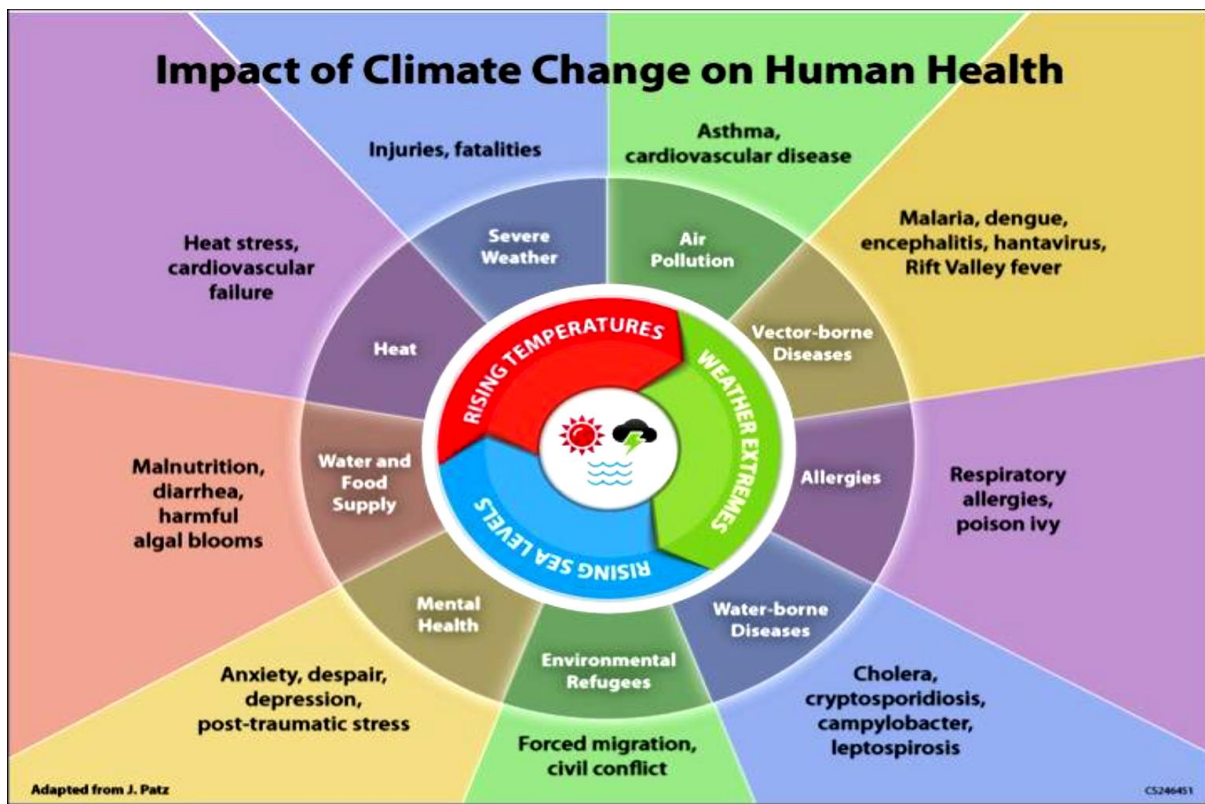 Impact of Climate Change on Human Health
Injuries, fatalities
Asthma,
cardiovascular disease
Malaria, dengue,
encephalitis, hantavirus,
Rift Valley fever
Respiratory
allergies,
poison ivy
Cholera,
cryptosporidiosis,
campylobacter,
leptospirosis
Forced migration,
civil conflict
Anxiety, despair,
depression,
post-traumatic stress
Malnutrition,
diarrhea,
harmful
algal blooms
Heat stress,
cardiovascular
failure
Severe
Weather
Air
Pollution
Vector-borne
Diseases
Allergies
Water-borne
Diseases
Environmental
Refugees
Mental
Health
Water and
Food
Supply
Heat
RISING TEMPERATURES
WEATHER EXTREMES
RISING SEA LEVELS
Adapted from J. Patz
CS246451